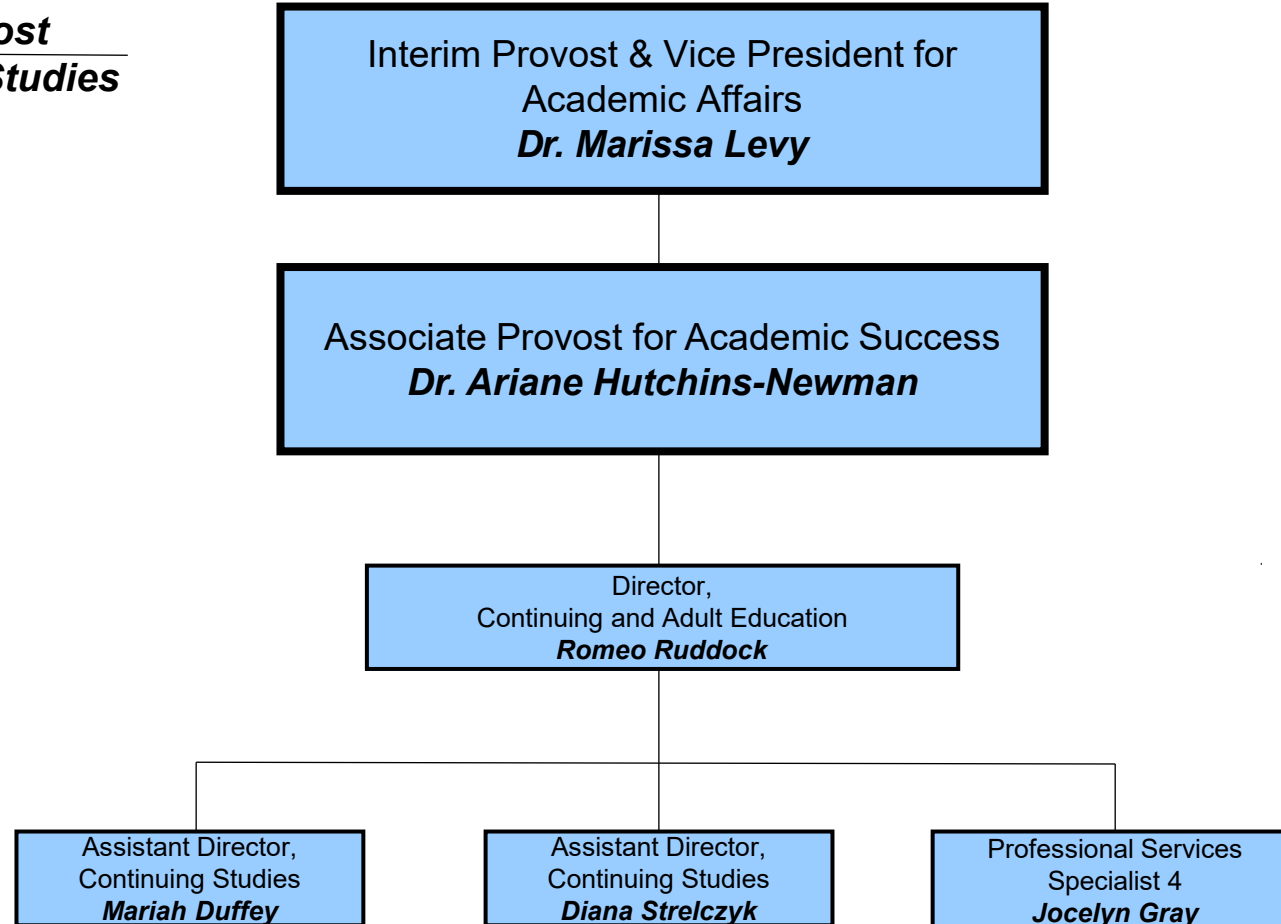 ost
Studies
Interim Provost & Vice President for
Academic Affairs
Dr. Marissa Levy
Associate Provost for Academic Success
Dr. Ariane Hutchins-Newman
Director,
Continuing and Adult Education
Romeo Ruddock
Assistant Director,
Continuing Studies
Mariah Duffey
Assistant Director,
Continuing Studies
Diana Strelczyk
Professional Services
Specialist 4
Jocelyn Gray